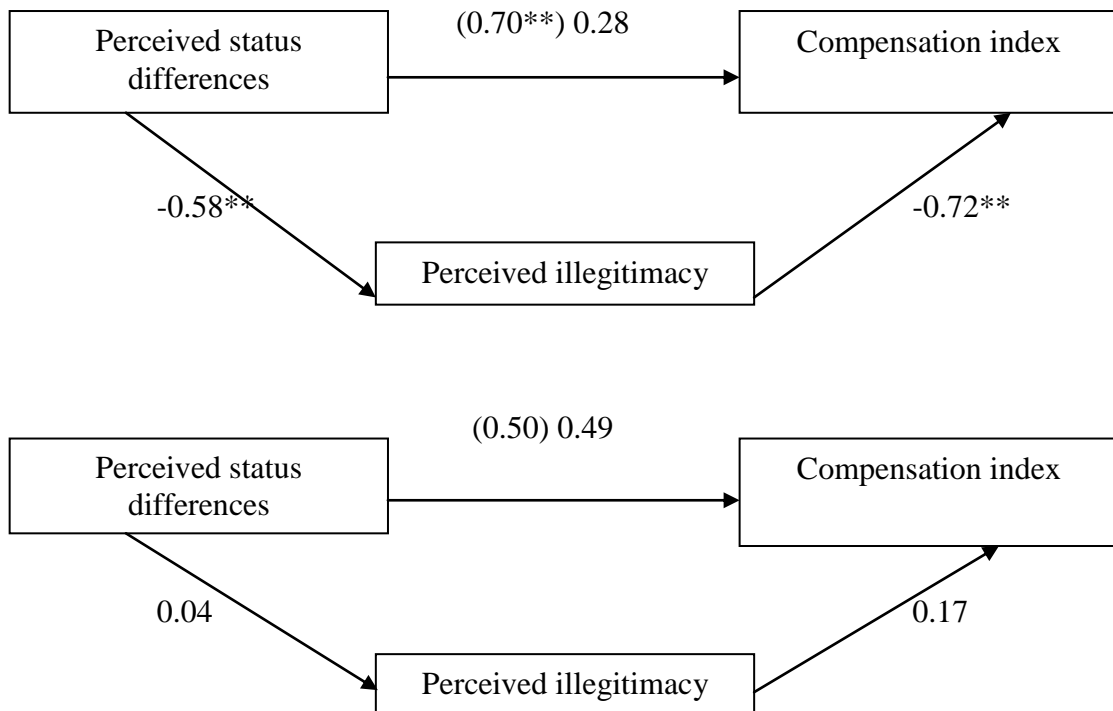 (0.70**) 0.28
Perceived status
differences
Compensation index
-0.58**
-0.72**
Perceived illegitimacy
(0.50) 0.49
Perceived status
differences
Compensation index
0.04
0.17
Perceived illegitimacy